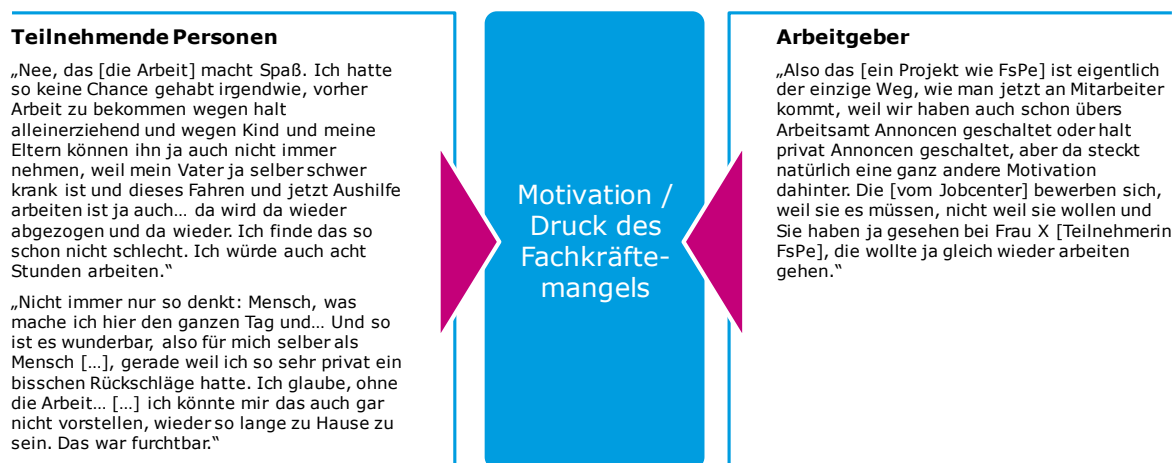 Teilnehmende Personen
„Nee, das [die Arbeit] macht Spaß. Ich hatte
so keine Chance gehabt irgendwie, vorher
Arbeit zu bekommen wegen halt
alleinerziehend und wegen Kind und meine
Eltern können ihn ja auch nicht immer
nehmen, weil mein Vater ja selber schwer
krank ist und dieses Fahren und jetzt Aushilfe
arbeiten ist ja auch... da wird da wieder
abgezogen und da wieder. Ich finde das so
schon nicht schlecht. Ich würde auch acht
Stunden arbeiten.“
„Nicht immer nur so denkt: Mensch, was
mache ich hier den ganzen Tag und... Und so
ist es wunderbar, also für mich selber als
Mensch [...], gerade weil ich so sehr privat ein
bisschen Rückschläge hatte. Ich glaube, ohne
die Arbeit... [...] ich könnte mir das auch gar
nicht vorstellen, wieder so lange zu Hause zu
sein. Das war furchtbar.“
Motivation /
Druck des
Fachkräfte-
mangels
Arbeitgeber
„Also das [ein Projekt wie FsPe] ist eigentlich
der einzige Weg, wie man jetzt an Mitarbeiter
kommt, weil wir haben auch schon übers
Arbeitsamt Annoncen geschaltet oder halt
privat Annoncen geschaltet, aber da steckt
natürlich eine ganz andere Motivation
dahinter. Die [vom Jobcenter] bewerben sich,
weil sie es müssen, nicht weil sie wollen und
Sie haben ja gesehen bei Frau X [Teilnehmerin
FsPe], die wollte ja gleich wieder arbeiten
gehen.“